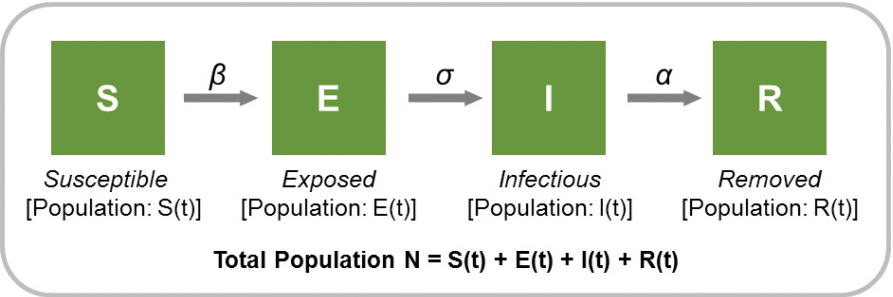 β σ α
S E I R
Susceptible Exposed Infectious Removed
[Population: S(t)] [Population: E(t)] [Population: I(t)] [Population: R(t)]
Total Population N = S(t) + E(t) + I(t) + R(t)